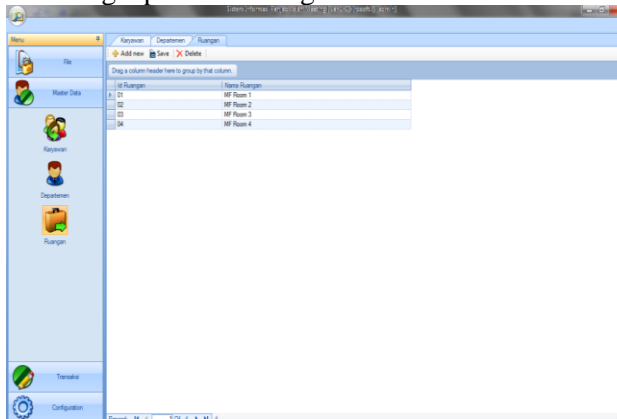 Sistem Informasi
Menu
File
Master Data
Karyawan
Departemen
Ruangan
Transaksi
Configuration
Karyawan Departemen Ruangan
Add new Save Delete
Drag a column header here to group by that column.
Id Ruangan Nama Ruangan
01 MF Room 1
02 MF Room 2
03 MF Room 3
04 MF Room 4